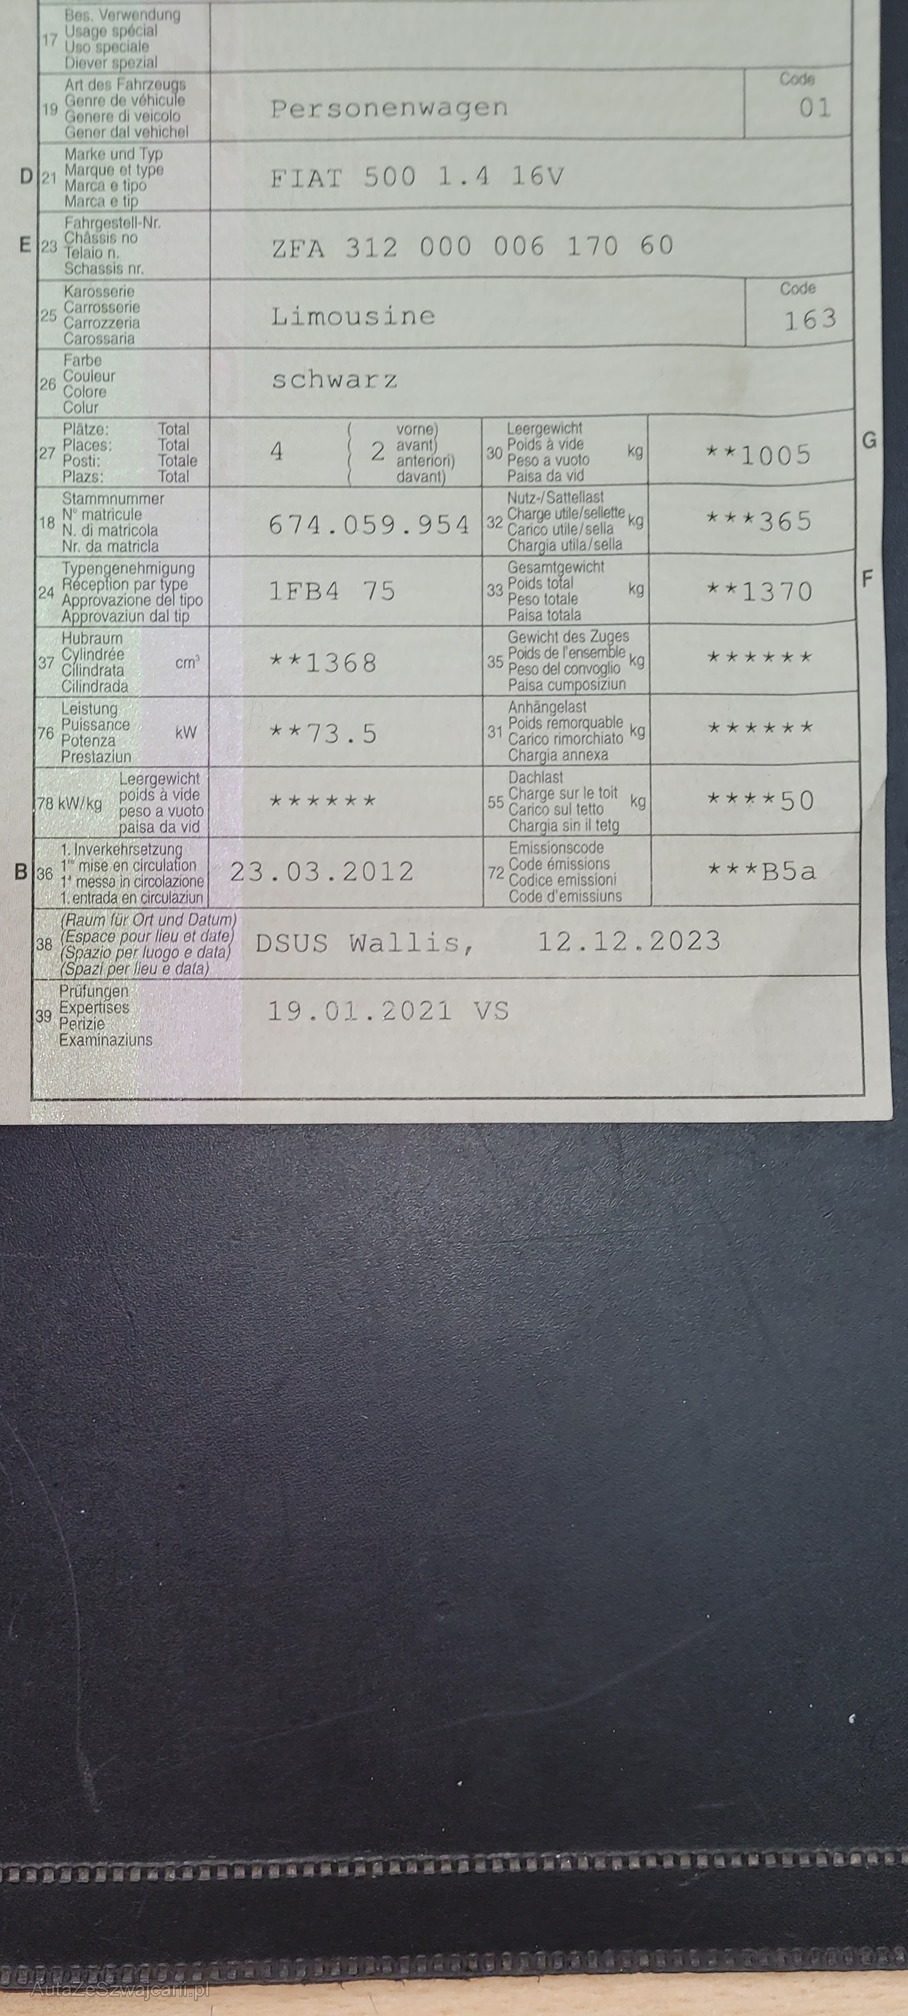 Bes. Verwendung
17 Usage spécial
Uso speciale
Diever spezial
19 Art des Fahrzeugs
Genre de véhicule
Genere di veicolo
Gener dal vehichel
Personenwagen
Code
01
D 21 Marke und Typ
Marque et type
Marca e tipo
Marca e tip
FIAT 500 1.4 16V
E 23 Fahrgestell-Nr.
Châssis no
Telaio n.
Schassis nr.
ZFA 312 000 006 170 60
25 Karosserie
Carrosserie
Carrozzeria
Carossaria
Limousine
Code
163
26 Farbe
Couleur
Colore
Colur
schwarz
27 Plätze: Total
Places: Total
Posti: Totale
Plazs: Total
4 ( 2 vorne)
( avant)
( anteriori)
( davant)
30 Leergewicht
Poids à vide kg
Peso a vuoto
Paisa da vid
**1005
G
18 Stammnummer
N° matricule
N. di matricola
Nr. da matricla
674.059.954
32 Nutz-/Sattellast
Charge utile/sellette kg
Carico utile/sella
Chargia utila/sella
***365
24 Typengenehmigung
Réception par type
Approvazione del tipo
Approvaziun dal tip
1FB4 75
33 Gesamtgewicht
Poids total kg
Peso totale
Paisa totala
**1370
F
37 Hubraum
Cylindrée cm³
Cilindrata
Cilindrada
**1368
35 Gewicht des Zuges
Poids de l'ensemble kg
Peso del convoglio
Paisa cumposiziun
******
76 Leistung
Puissance kW
Potenza
Prestaziun
**73.5
31 Anhängelast
Poids remorquable kg
Carico rimorchiato
Chargia annexa
******
78 kW/kg Leergewicht
poids à vide
peso a vuoto
paisa da vid
******
55 Dachlast
Charge sur le toit kg
Carico sul tetto
Chargia sin il tetg
****50
B 36 1. Inverkehrsetzung
1re mise en circulation
1a messa in circolazione
1. entrada en circulaziun
23.03.2012
72 Emissionscode
Code émissions
Codice emissioni
Code d'emissiuns
***B5a
38 (Raum für Ort und Datum)
(Espace pour lieu et date)
(Spazio per luogo e data)
(Spazi per lieu e data)
DSUS Wallis, 12.12.2023
39 Prüfungen
Expertises
Perizie
Examinaziuns
19.01.2021 VS
AutaZeSzwajcarii.pl